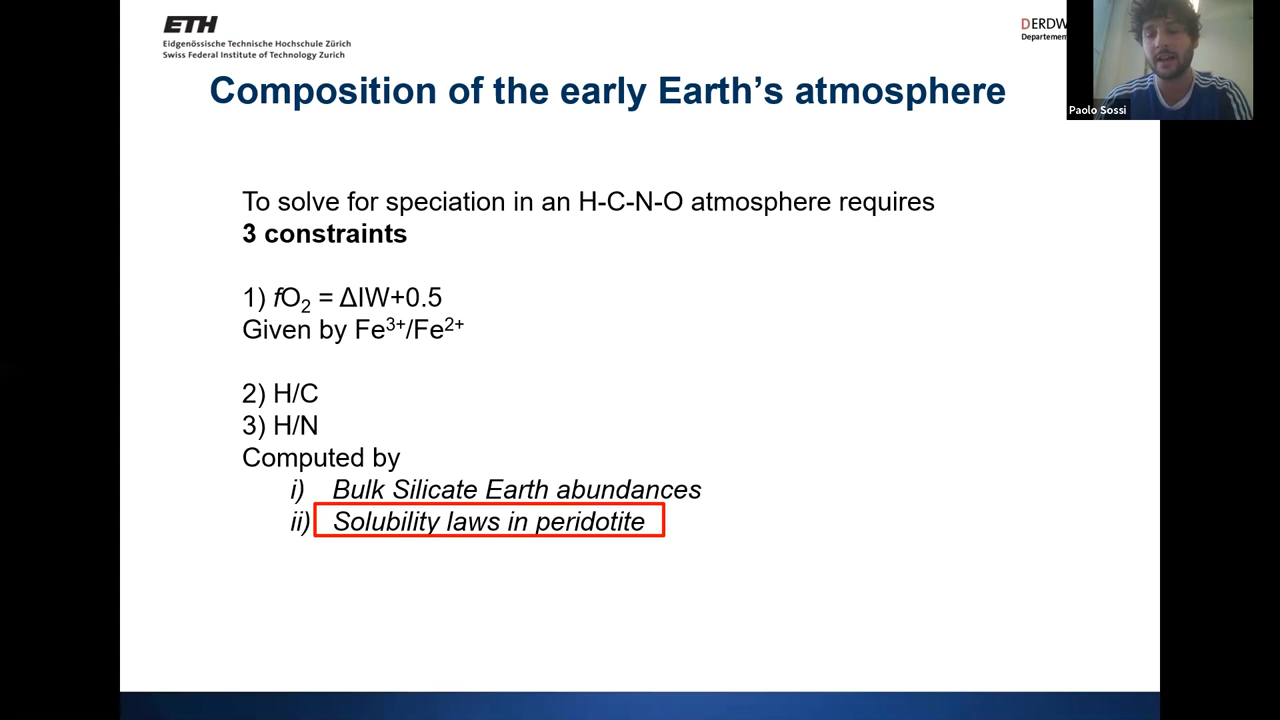 ETH
Eidgenössische Technische Hochschule Zürich
Swiss Federal Institute of Technology Zurich
DERDW
Departemen
Paolo Sossi
Composition of the early Earth's atmosphere
To solve for speciation in an H-C-N-O atmosphere requires
3 constraints
1) fO₂ = ΔIW+0.5
Given by Fe³⁺/Fe²⁺
2) H/C
3) H/N
Computed by
i) Bulk Silicate Earth abundances
ii) Solubility laws in peridotite